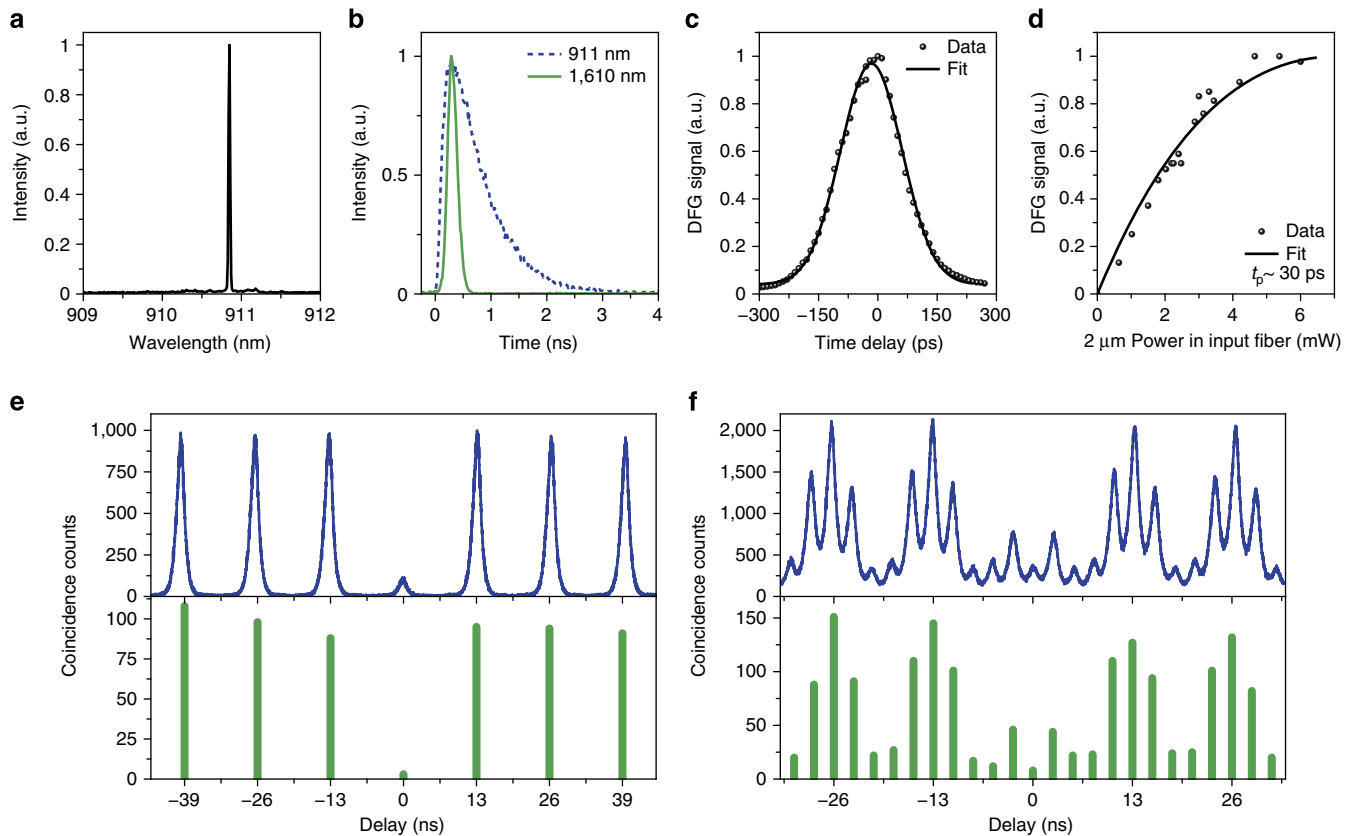 a
1
0.8
0.6
0.4
0.2
0
Intensity (a.u.)
909
910
911
912
Wavelength (nm)
b
1
0.5
0
Intensity (a.u.)
911 nm
1,610 nm
0
1
2
3
4
Time (ns)
c
1
0.8
0.6
0.4
0.2
0
DFG signal (a.u.)
Data
Fit
−300
−150
0
150
300
Time delay (ps)
d
1
0.8
0.6
0.4
0.2
0
DFG signal (a.u.)
Data
Fit
tp~ 30 ps
0
2
4
6
2 μm Power in input fiber (mW)
e
1,000
750
500
250
0
100
75
50
25
0
Coincidence counts
−39
−26
−13
0
13
26
39
Delay (ns)
f
2,000
1,500
1,000
500
0
150
100
50
0
Coincidence counts
−26
−13
0
13
26
Delay (ns)